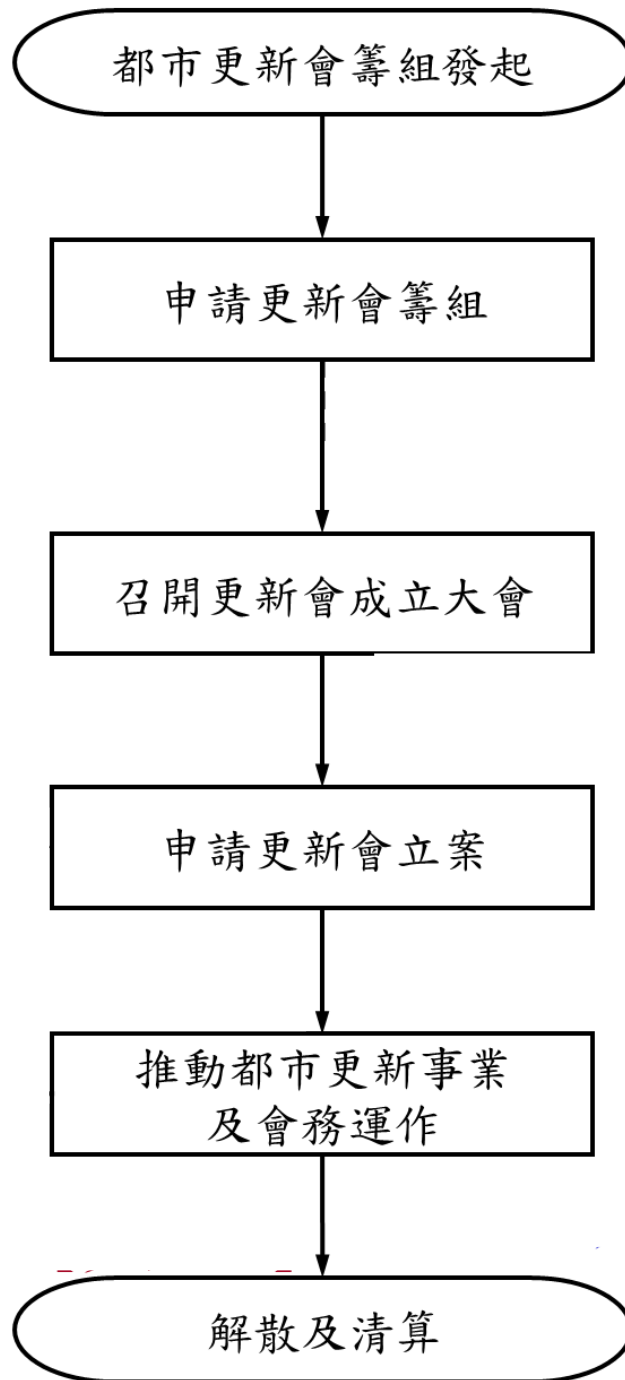 都市更新會籌組發起
申請更新會籌組
召開更新會成立大會
申請更新會立案
推動都市更新事業
及會務運作
解散及清算